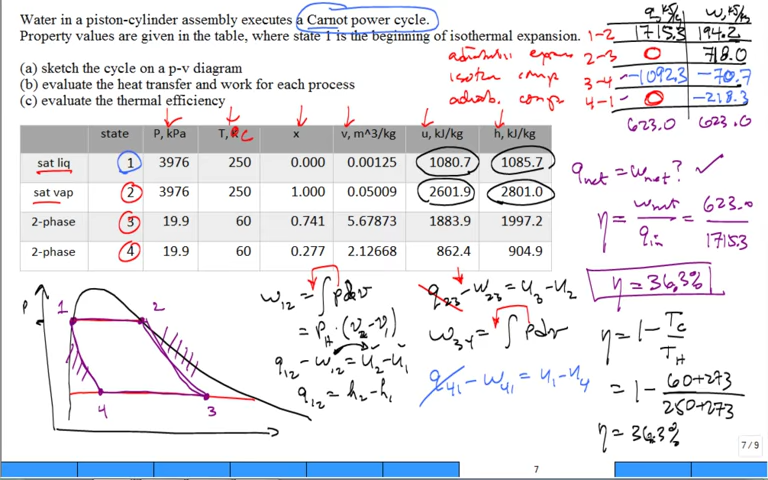 Water in a piston-cylinder assembly executes a Carnot power cycle.
Property values are given in the table, where state 1 is the beginning of isothermal expansion.
(a) sketch the cycle on a p-v diagram
(b) evaluate the heat transfer and work for each process
(c) evaluate the thermal efficiency
q, kJ/kg w, kJ/kg
1-2 1715.3 194.2
2-3 0 718.0
isother comp 3-4 -1092.3 -70.7
adiab. comp 4-1 0 -218.3
623.0 623.0
state P, kPa T, C x v, m^3/kg u, kJ/kg h, kJ/kg
sat liq 1 3976 250 0.000 0.00125 1080.7 1085.7
sat vap 2 3976 250 1.000 0.05009 2601.9 2801.0
2-phase 3 19.9 60 0.741 5.67873 1883.9 1997.2
2-phase 4 19.9 60 0.277 2.12668 862.4 904.9
q_net = w_net? ✓
η = w_net / q_in = 623.0 / 1715.3
η = 36.3%
η = 1 - T_C / T_H
= 1 - 60+273 / 250+273
η = 36.3%
P
1 2
4 3
w_12 = ∫ p dv
= P_H · (v_2 - v_1)
q_12 - w_12 = u_2 - u_1
q_12 = h_2 - h_1
q_23 - w_23 = u_3 - u_2
w_34 = ∫ p dv
q_41 - w_41 = u_1 - u_4
7/9
7